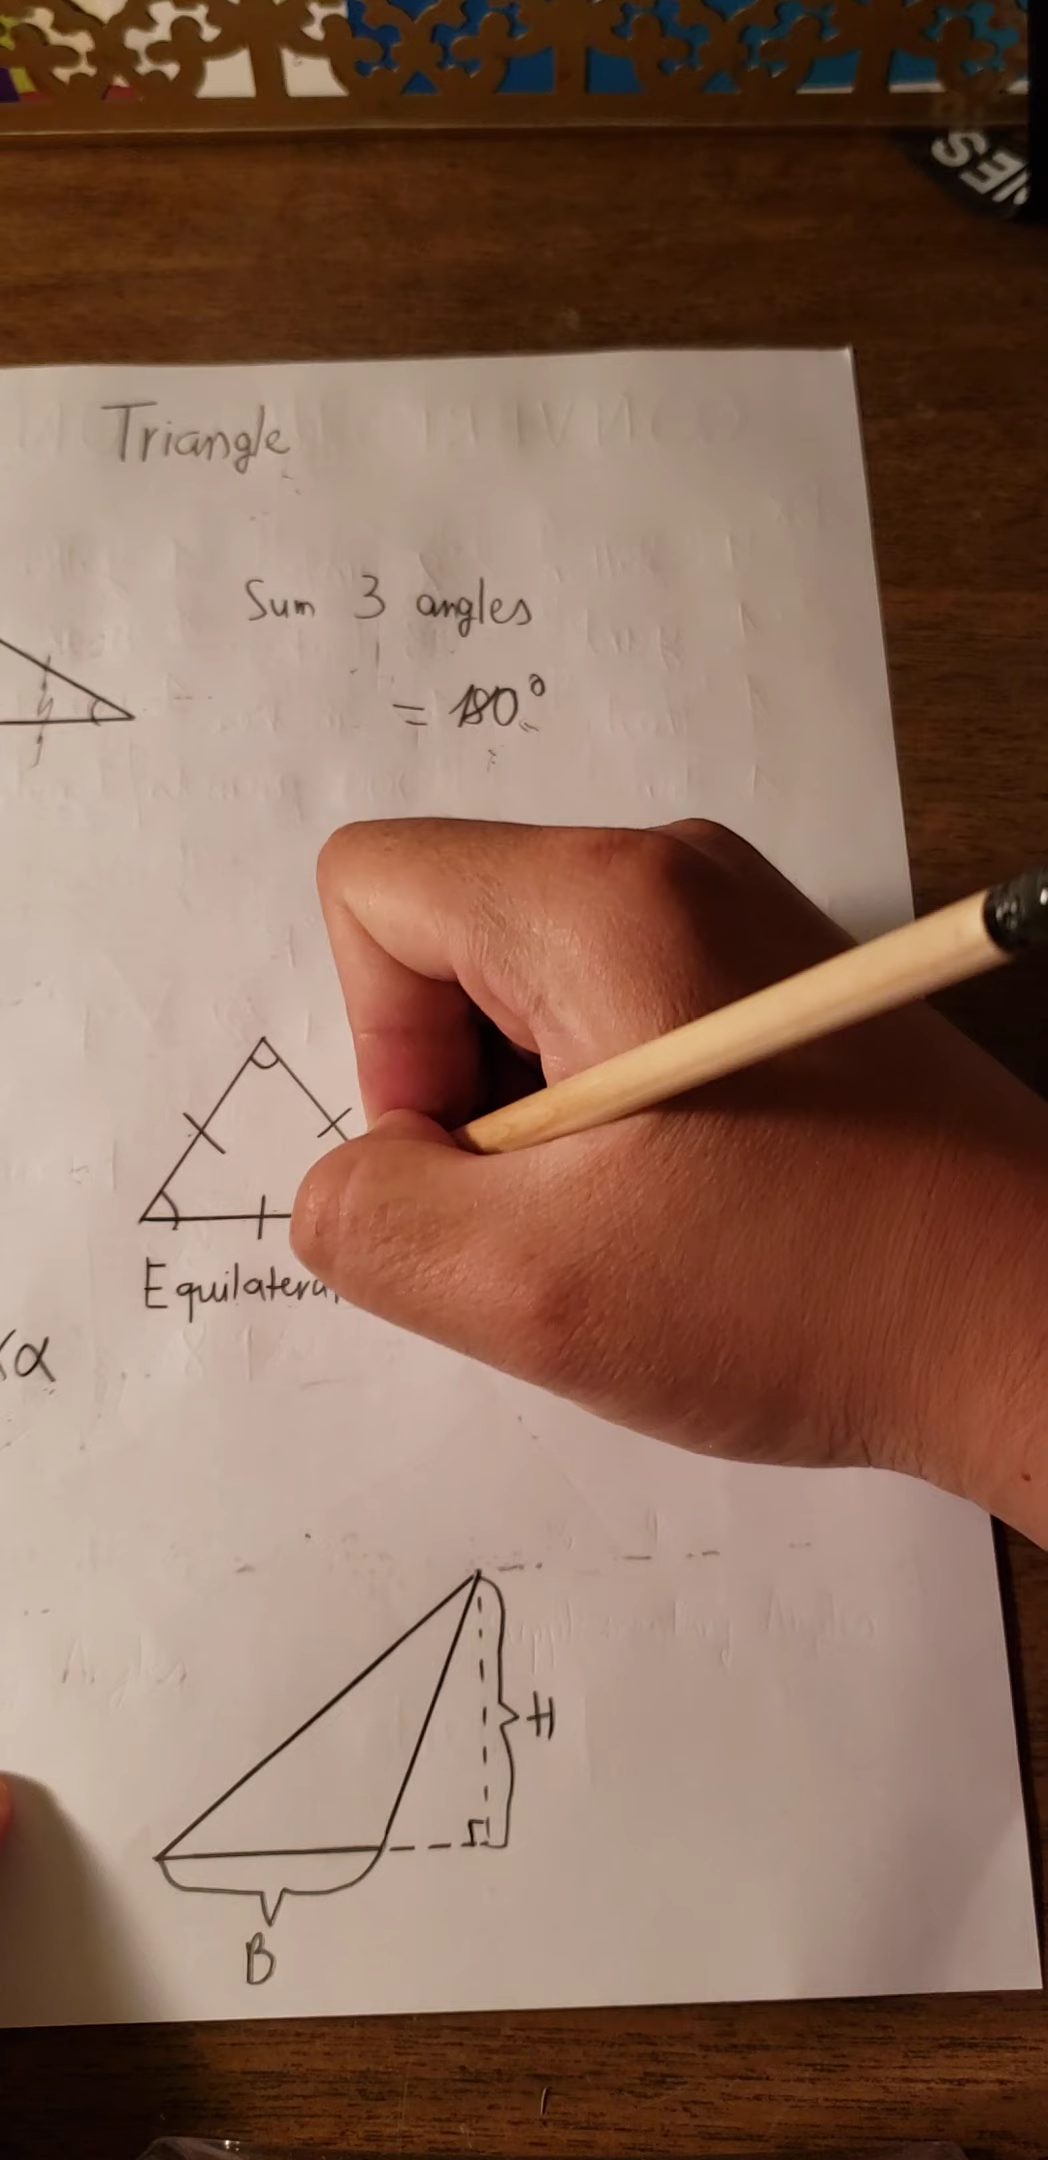 Triangle
Sum 3 angles
= 180°
Equilatera
α
H
B